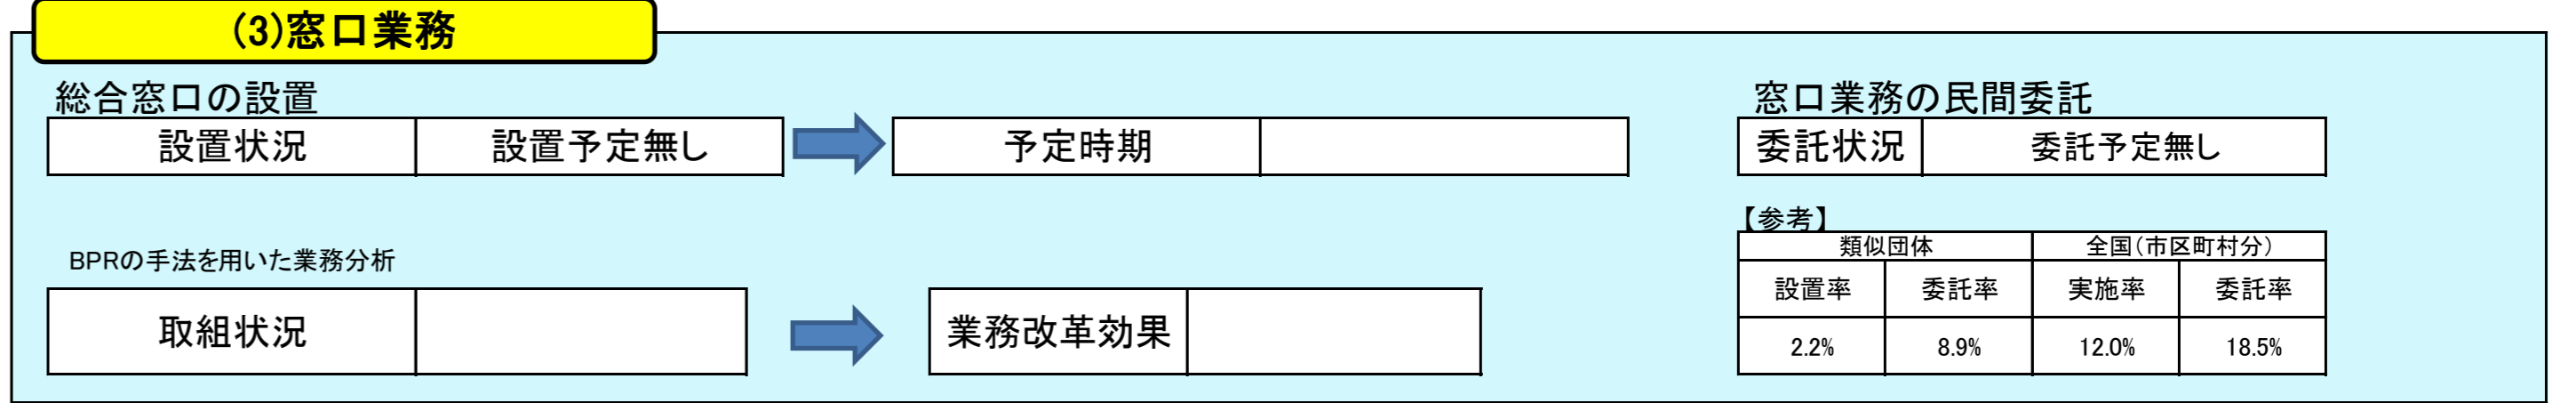 (3)窓口業務
総合窓口の設置
設置状況 設置予定無し 予定時期
窓口業務の民間委託
委託状況 委託予定無し
BPRの手法を用いた業務分析
取組状況 業務改革効果
【参考】
類似団体 全国(市区町村分)
設置率 委託率 実施率 委託率
2.2% 8.9% 12.0% 18.5%